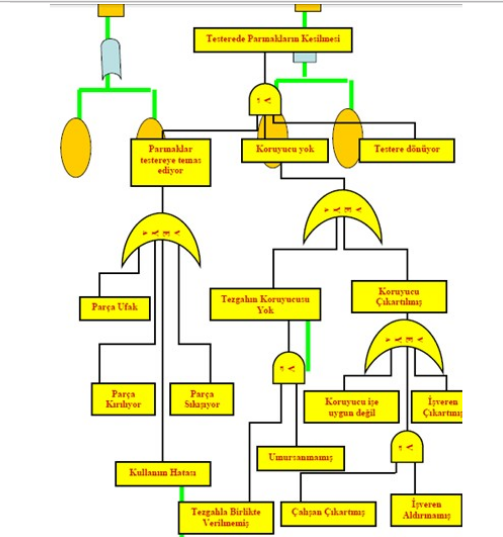 Testerede Parmakların Kesilmesi
V E
Parmaklar
testereye temas
ediyor
Koruyucu yok
Testere dönüyor
V E Y A
V E Y A
Parça Ufak
Tezgahın Koruyucusu
Yok
Koruyucu
Çıkartılmış
V E Y A
V E
Parça
Kırılıyor
Parça
Sıkışıyor
Koruyucu işe
uygun değil
İşveren
Çıkartmış
V E
Kullanım Hatası
Unutulmamış
Tezgahla Birlikte
Verilmemiş
Çalışan Çıkartmış
İşveren
Aldırmamış